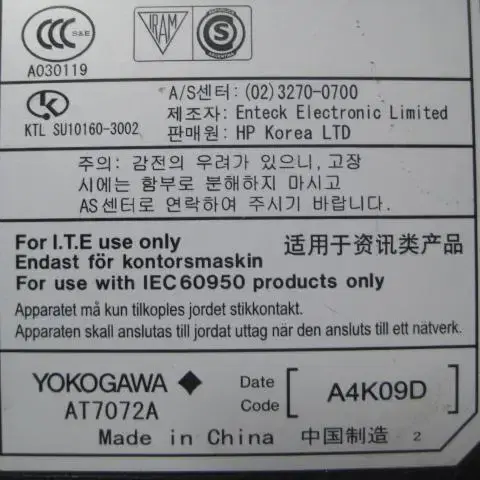 CCC S&E
A030119
IRAM
S
ARGENTINA
KTL SU10160-3002
A/S센터: (02)3270-0700
제조자: Enteck Electronic Limited
판매원: HP Korea LTD
주의: 감전의 우려가 있으니, 고장
시에는 함부로 분해하지 마시고
AS센터로 연락하여 주시기 바랍니다.
For I.T.E use only 适用于资讯类产品
Endast för kontorsmaskin
For use with IEC60950 products only
Apparatet må kun tilkoples jordet stikkontakt.
Apparaten skall anslutas till jordat uttag när den ansluts till ett nätverk.
YOKOGAWA ◆ Date Code [ A4K09D ]
AT7072A
Made in China 中国制造 2